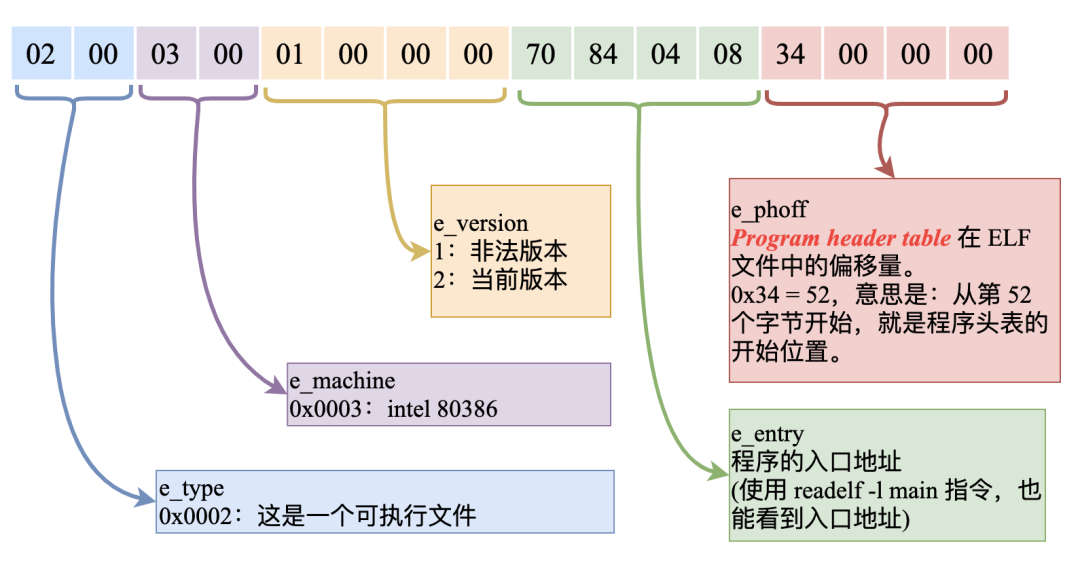 02 00 03 00 01 00 00 00 70 84 04 08 34 00 00 00
e_version
1：非法版本
2：当前版本
e_phoff
Program header table 在 ELF
文件中的偏移量。
0x34 = 52，意思是：从第 52
个字节开始，就是程序头表的
开始位置。
e_machine
0x0003：intel 80386
e_entry
程序的入口地址
(使用 readelf -l main 指令，也
能看到入口地址)
e_type
0x0002：这是一个可执行文件